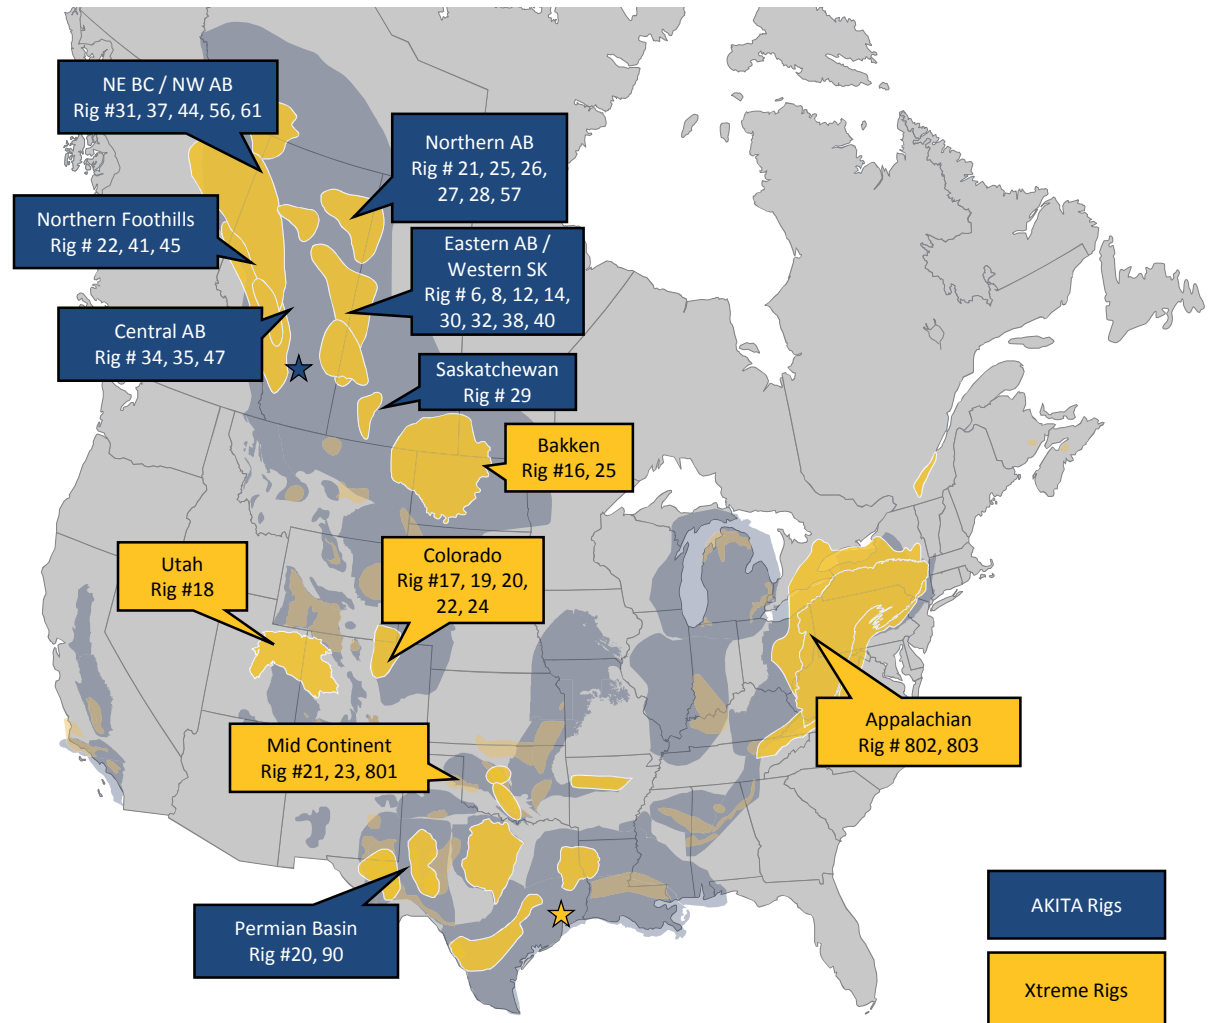 NE BC / NW AB
Rig #31, 37, 44, 56, 61
Northern AB
Rig # 21, 25, 26,
27, 28, 57
Northern Foothills
Rig # 22, 41, 45
Eastern AB /
Western SK
Rig # 6, 8, 12, 14,
30, 32, 38, 40
Central AB
Rig # 34, 35, 47
Saskatchewan
Rig # 29
Bakken
Rig #16, 25
Utah
Rig #18
Colorado
Rig #17, 19, 20,
22, 24
Appalachian
Rig # 802, 803
Mid Continent
Rig #21, 23, 801
Permian Basin
Rig #20, 90
AKITA Rigs
Xtreme Rigs